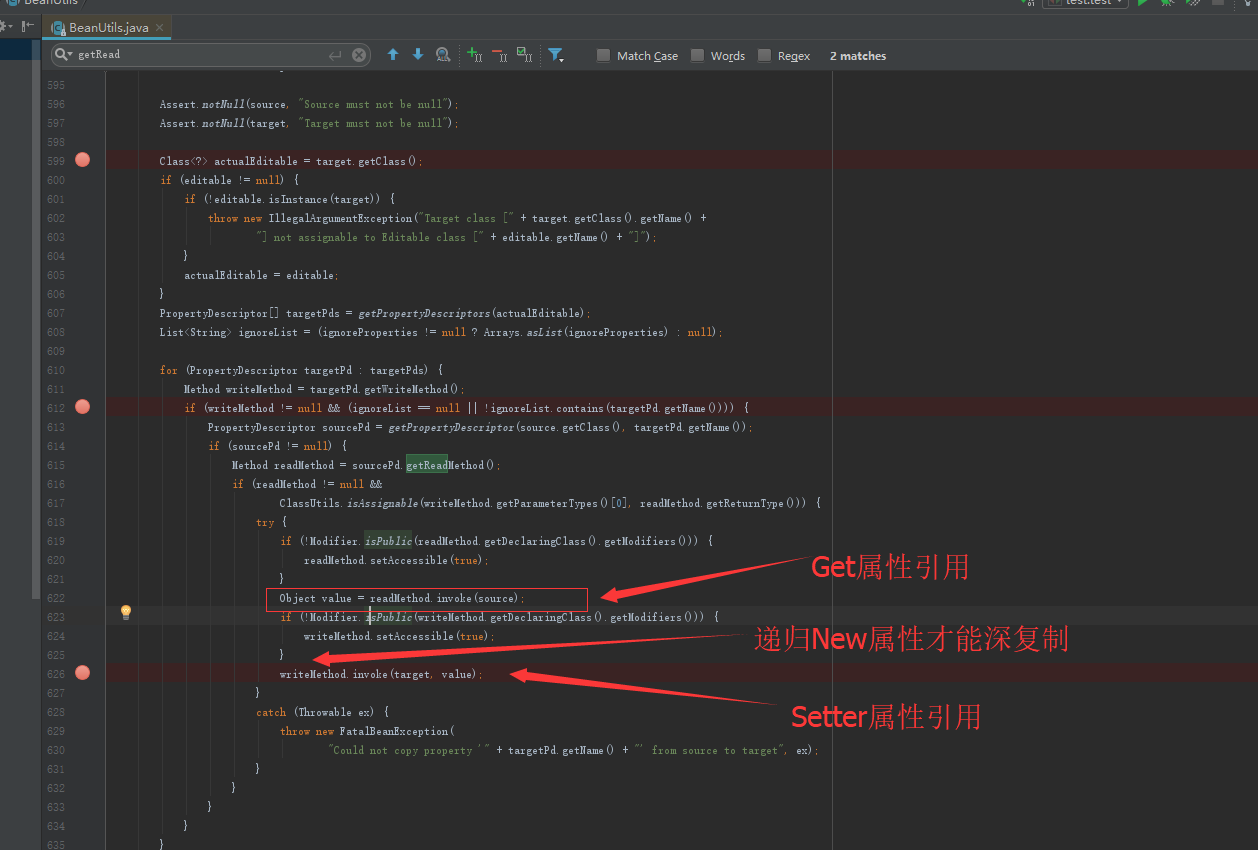 BeanUtils
test.test
BeanUtils.java
getRead
Match Case
Words
Regex
2 matches
595
596 Assert.notNull(source, "Source must not be null");
597 Assert.notNull(target, "Target must not be null");
598
599 Class<?> actualEditable = target.getClass();
600 if (editable != null) {
601 if (!editable.isInstance(target)) {
602 throw new IllegalArgumentException("Target class [" + target.getClass().getName() +
603 "] not assignable to Editable class [" + editable.getName() + "]");
604 }
605 actualEditable = editable;
606 }
607 PropertyDescriptor[] targetPds = getPropertyDescriptors(actualEditable);
608 List<String> ignoreList = (ignoreProperties != null ? Arrays.asList(ignoreProperties) : null);
609
610 for (PropertyDescriptor targetPd : targetPds) {
611 Method writeMethod = targetPd.getWriteMethod();
612 if (writeMethod != null && (ignoreList == null || !ignoreList.contains(targetPd.getName()))) {
613 PropertyDescriptor sourcePd = getPropertyDescriptor(source.getClass(), targetPd.getName());
614 if (sourcePd != null) {
615 Method readMethod = sourcePd.getReadMethod();
616 if (readMethod != null &&
617 ClassUtils.isAssignable(writeMethod.getParameterTypes()[0], readMethod.getReturnType())) {
618 try {
619 if (!Modifier.isPublic(readMethod.getDeclaringClass().getModifiers())) {
620 readMethod.setAccessible(true);
621 }
Get属性引用
622 Object value = readMethod.invoke(source);
623 if (!Modifier.isPublic(writeMethod.getDeclaringClass().getModifiers())) {
624 writeMethod.setAccessible(true);
递归New属性才能深复制
625 }
626 writeMethod.invoke(target, value);
627 }
Setter属性引用
628 catch (Throwable ex) {
629 throw new FatalBeanException(
630 "Could not copy property '" + targetPd.getName() + "' from source to target", ex);
631 }
632 }
633 }
634 }
635 }